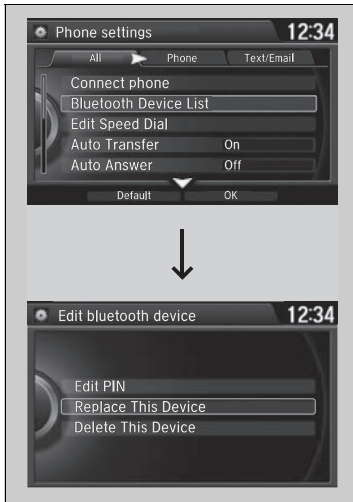 Phone settings 12:34
All Phone Text/Email
Connect phone
Bluetooth Device List
Edit Speed Dial
Auto Transfer On
Auto Answer Off
Default OK
Edit bluetooth device 12:34
Edit PIN
Replace This Device
Delete This Device